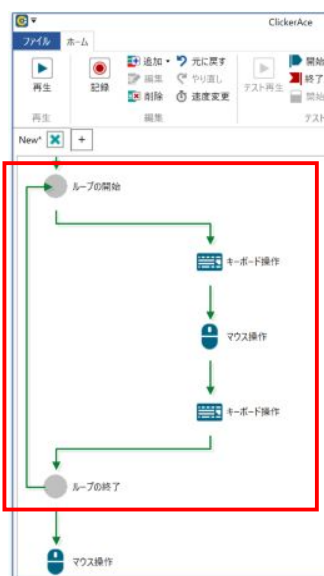 ClickerAce
ファイル ホーム
再生 記録 追加 元に戻す 編集 やり直し 削除 速度変更 テスト再生 開始 終了 開始
再生 編集 テス
New* +
ループの開始
キーボード操作
マウス操作
キーボード操作
ループの終了
マウス操作